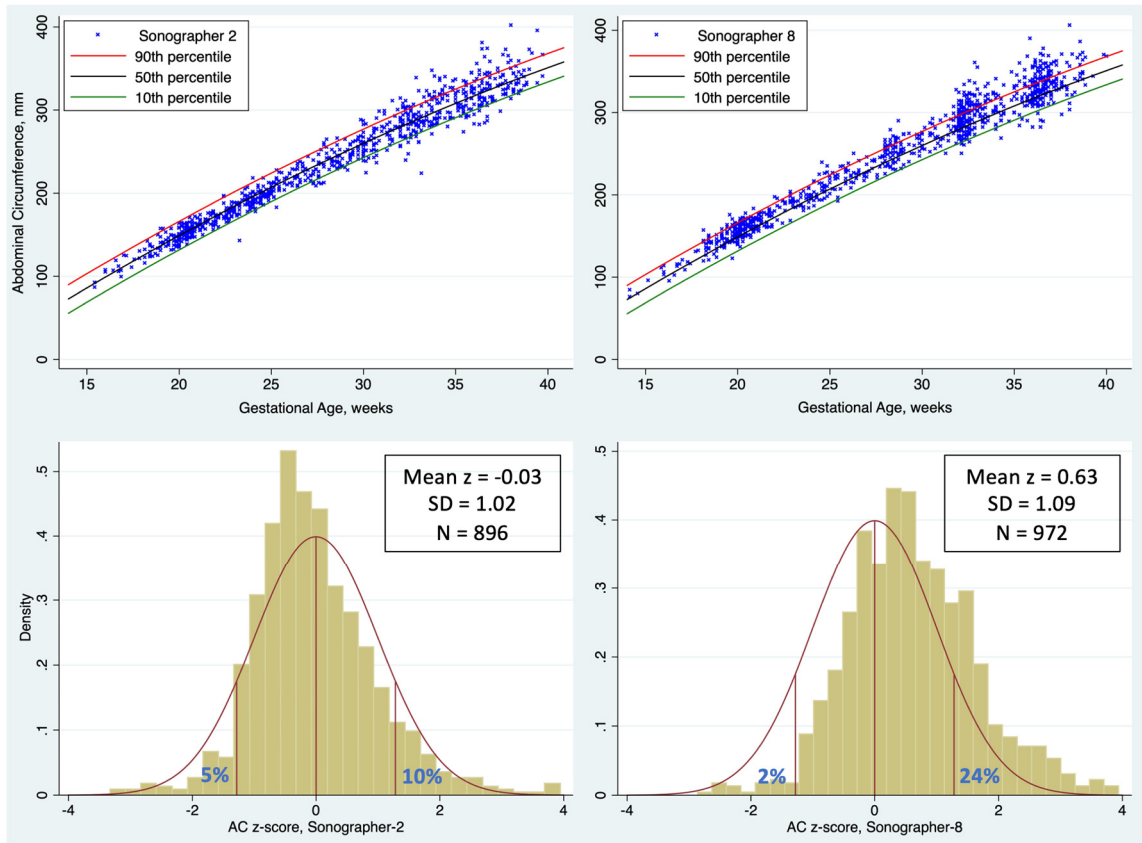 400
300
200
100
0
Abdominal Circumference, mm
Sonographer 2
90th percentile
50th percentile
10th percentile
15 20 25 30 35 40
Gestational Age, weeks
400
300
200
100
0
Sonographer 8
90th percentile
50th percentile
10th percentile
15 20 25 30 35 40
Gestational Age, weeks
.5
.4
.3
.2
.1
0
Density
Mean z = -0.03
SD = 1.02
N = 896
5%
10%
-4 -2 0 2 4
AC z-score, Sonographer-2
.5
.4
.3
.2
.1
0
Mean z = 0.63
SD = 1.09
N = 972
2%
24%
-4 -2 0 2 4
AC z-score, Sonographer-8